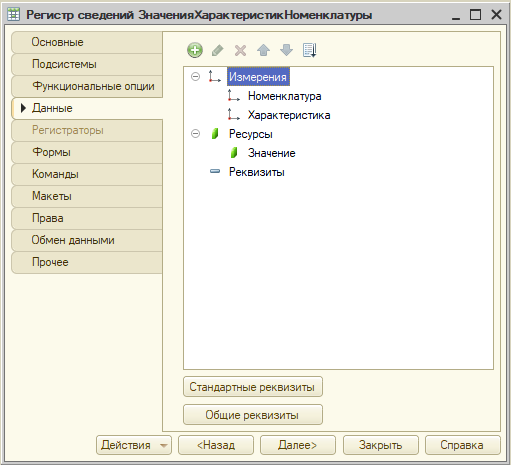 Регистр сведений ЗначенияХарактеристикНоменклатуры
Основные
Подсистемы
Функциональные опции
Данные
Регистраторы
Формы
Команды
Макеты
Права
Обмен данными
Прочее
Измерения
Номенклатура
Характеристика
Ресурсы
Значение
Реквизиты
Стандартные реквизиты
Общие реквизиты
Действия
<Назад
Далее>
Закрыть
Справка